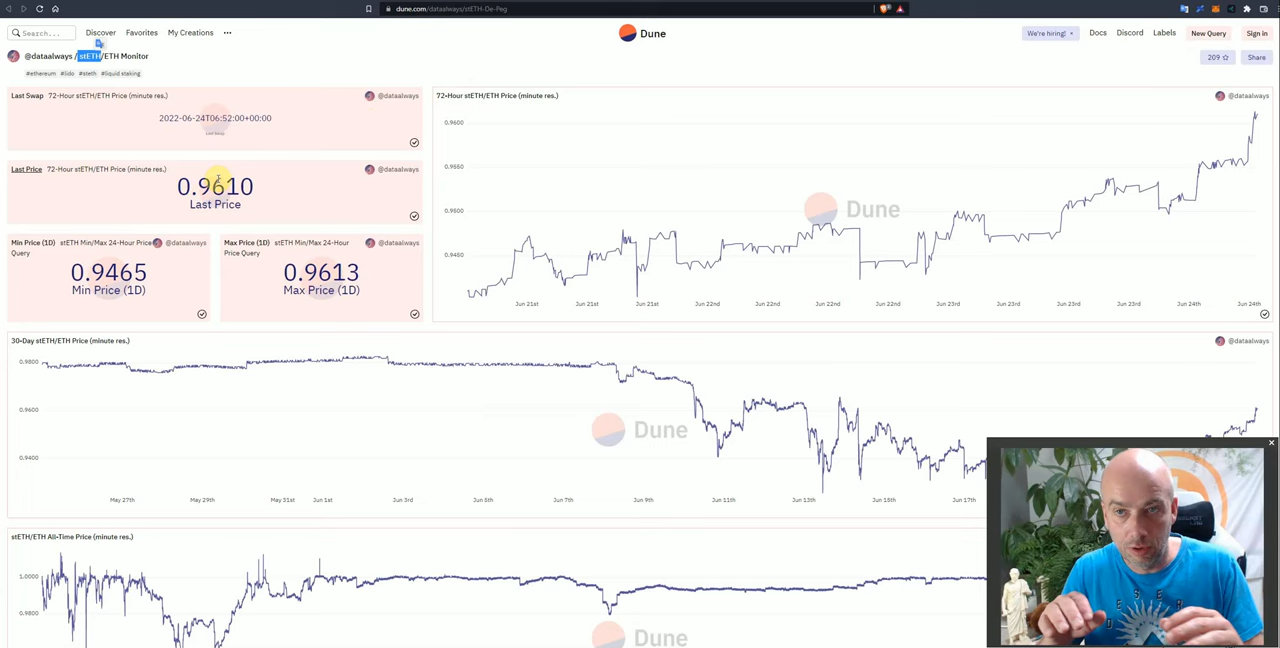 dune.com/dataalways/stETH-De-Peg
Search...
Discover
Favorites
My Creations
Dune
We're hiring! ×
Docs
Discord
Labels
New Query
Sign in
@dataalways / stETH/ETH Monitor
209
Share
#ethereum #lido #steth #liquid staking
Last Swap 72-Hour stETH/ETH Price (minute res.)
@dataalways
2022-06-24T06:52:00+00:00
Last Swap
Last Price 72-Hour stETH/ETH Price (minute res.)
@dataalways
0.9610
Last Price
Min Price (1D) stETH Min/Max 24-Hour Price
Query
@dataalways
0.9465
Min Price (1D)
Max Price (1D) stETH Min/Max 24-Hour
Price Query
@dataalways
0.9613
Max Price (1D)
72-Hour stETH/ETH Price (minute res.)
@dataalways
0.9600
0.9550
0.9500
0.9450
Dune
Jun 21st Jun 21st Jun 21st Jun 22nd Jun 22nd Jun 22nd Jun 22nd Jun 23rd Jun 23rd Jun 23rd Jun 23rd Jun 24th Jun 24th
30-Day stETH/ETH Price (minute res.)
@dataalways
0.9800
0.9600
0.9400
Dune
May 27th May 29th May 31st Jun 1st Jun 3rd Jun 5th Jun 7th Jun 9th Jun 11th Jun 13th Jun 15th Jun 17th
stETH/ETH All-Time Price (minute res.)
1.0000
0.9800
Dune